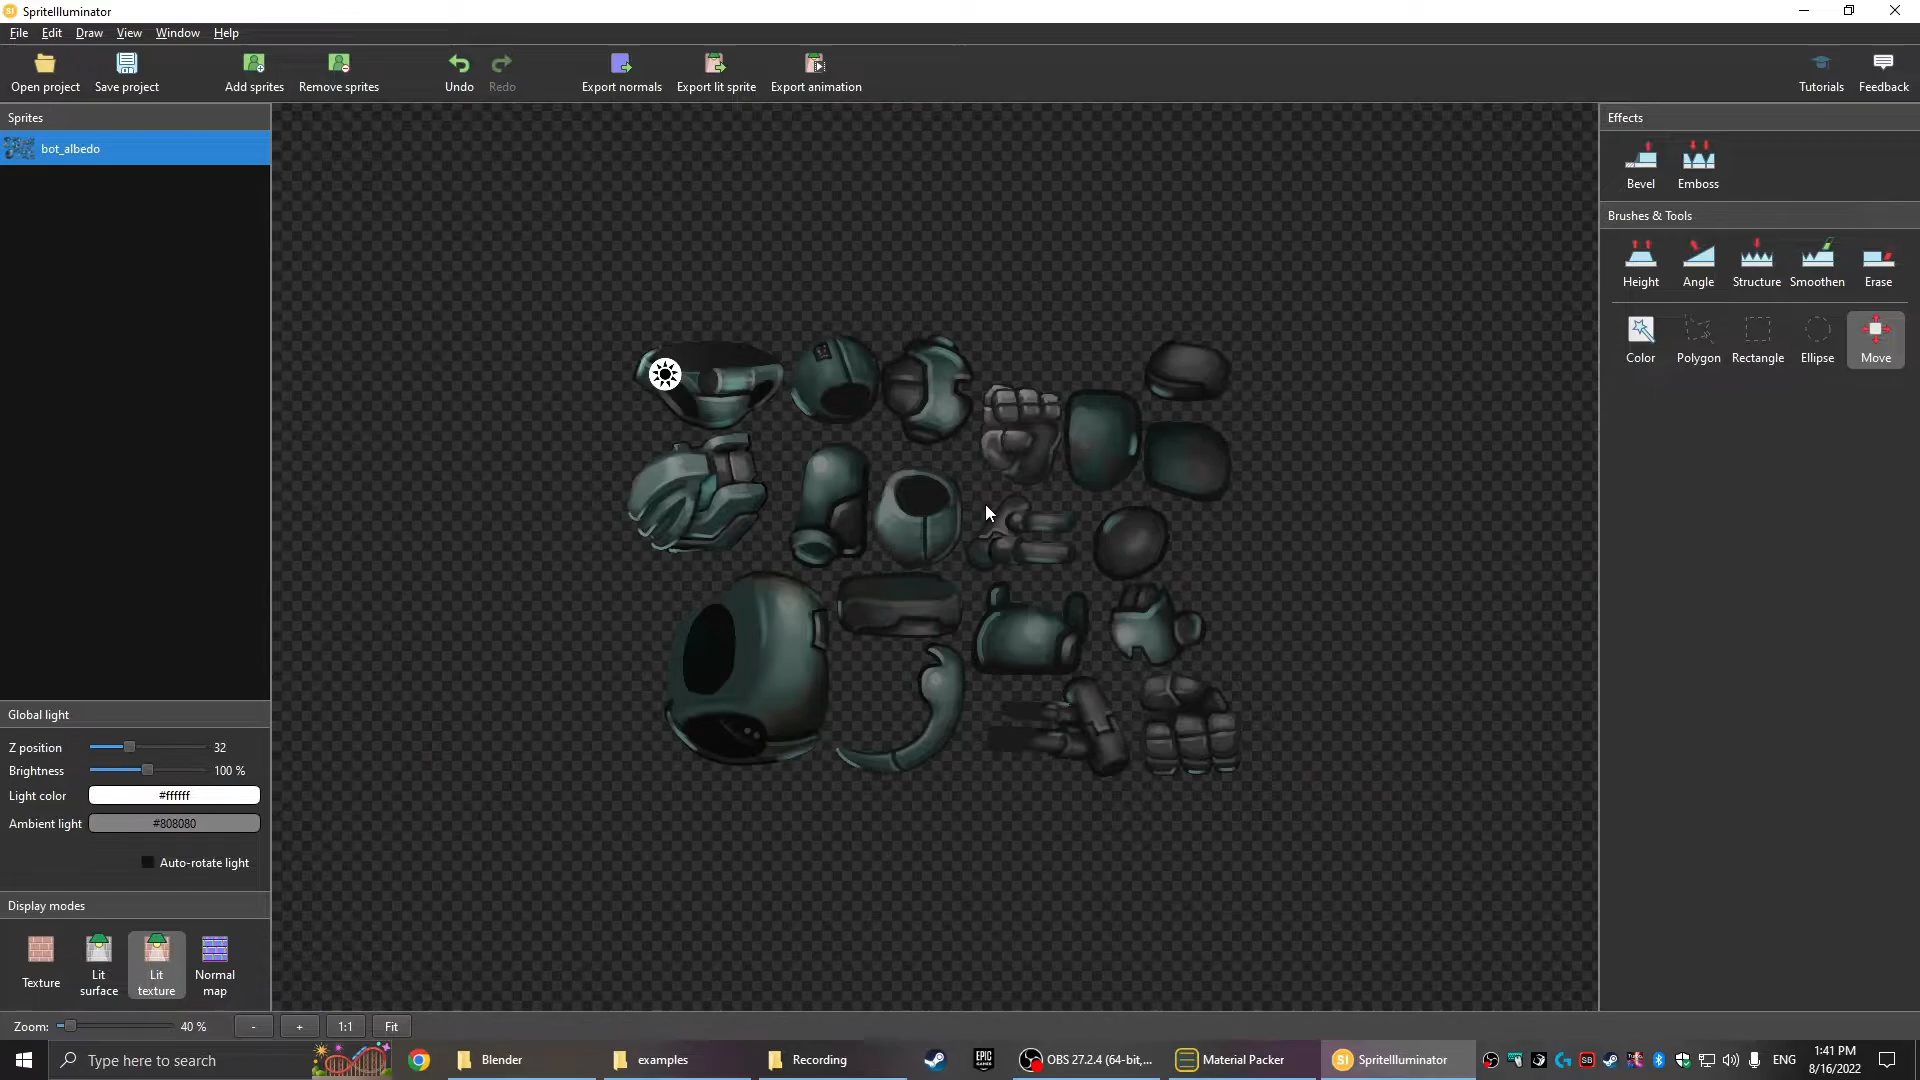 SpriteIlluminator
File Edit Draw View Window Help
Open project Save project Add sprites Remove sprites Undo Redo Export normals Export lit sprite Export animation Tutorials Feedback
Sprites
bot_albedo
Effects
Bevel Emboss
Brushes & Tools
Height Angle Structure Smoothen Erase
Color Polygon Rectangle Ellipse Move
Global light
Z position 32
Brightness 100 %
Light color #ffffff
Ambient light #808080
Auto-rotate light
Display modes
Texture Lit surface Lit texture Normal map
Zoom: 40 % - + 1:1 Fit
Type here to search Blender examples Recording OBS 27.2.4 (64-bit,... Material Packer SpriteIlluminator ENG 1:41 PM
8/16/2022